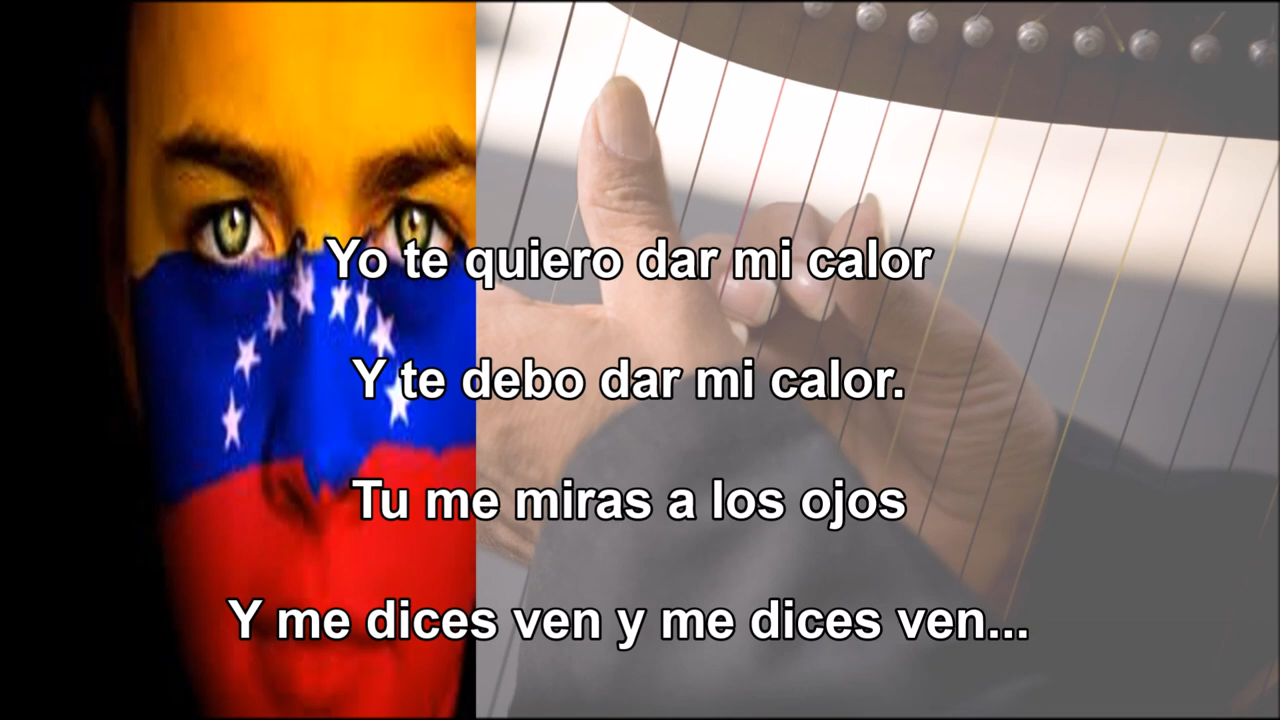 Yo te quiero dar mi calor
Y te debo dar mi calor.
Tu me miras a los ojos
Y me dices ven y me dices ven...